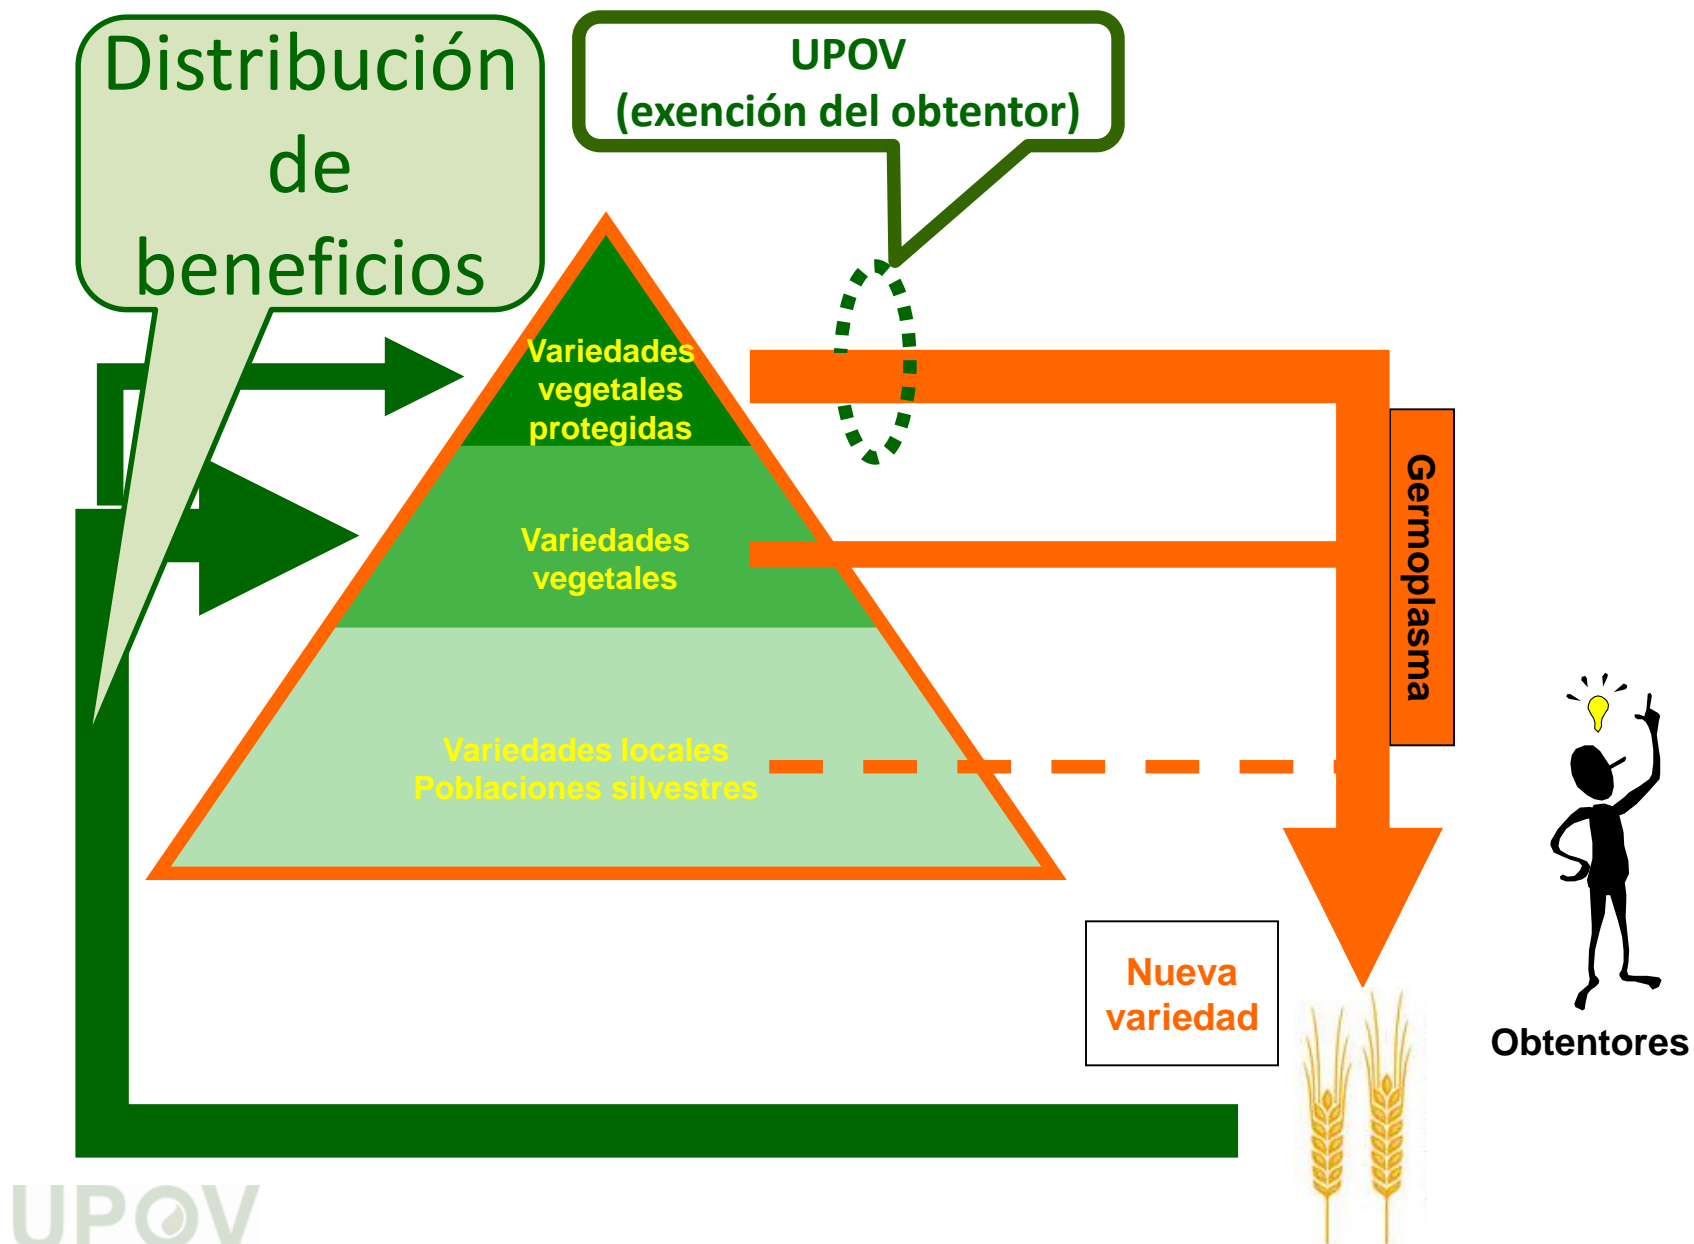 Distribución
de
beneficios
UPOV
(exención del obtentor)
Variedades
vegetales
protegidas
Variedades
vegetales
Variedades locales
Poblaciones silvestres
Germoplasma
Nueva
variedad
Obtentores
UPOV